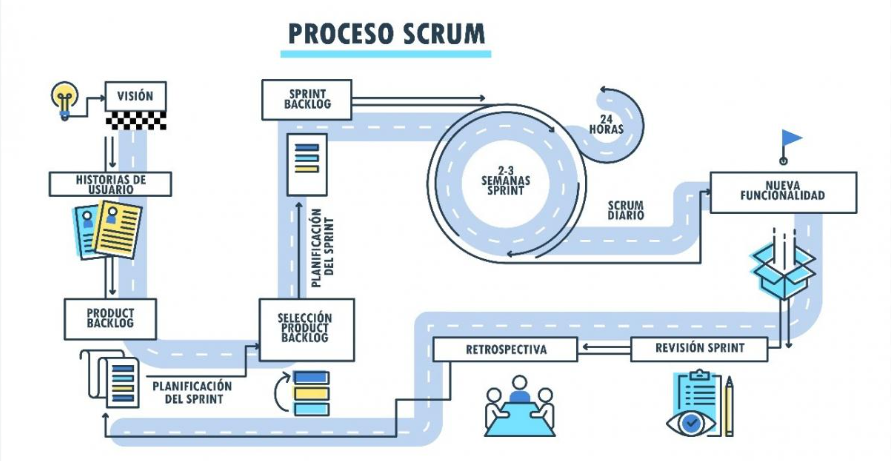 PROCESO SCRUM
VISIÓN
HISTORIAS DE
USUARIO
PRODUCT
BACKLOG
PLANIFICACIÓN
DEL SPRINT
SELECCIÓN
PRODUCT
BACKLOG
PLANIFICACIÓN
DEL SPRINT
SPRINT
BACKLOG
2-3
SEMANAS
SPRINT
24
HORAS
SCRUM
DIARIO
NUEVA
FUNCIONALIDAD
REVISIÓN SPRINT
RETROSPECTIVA